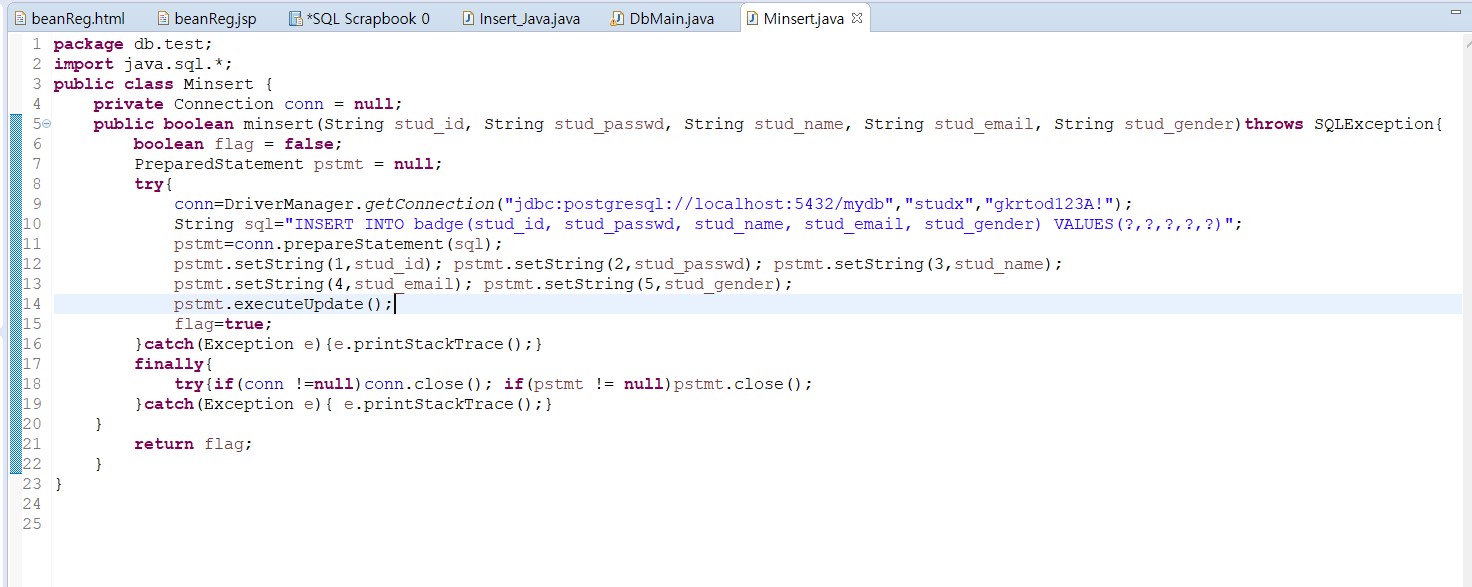 beanReg.html beanReg.jsp *SQL Scrapbook 0 Insert_Java.java DbMain.java Minsert.java
1 package db.test;
2 import java.sql.*;
3 public class Minsert {
4 private Connection conn = null;
5 public boolean minsert(String stud_id, String stud_passwd, String stud_name, String stud_email, String stud_gender)throws SQLException{
6 boolean flag = false;
7 PreparedStatement pstmt = null;
8 try{
9 conn=DriverManager.getConnection("jdbc:postgresql://localhost:5432/mydb","studx","gkrtod123A!");
10 String sql="INSERT INTO badge(stud_id, stud_passwd, stud_name, stud_email, stud_gender) VALUES(?,?,?,?,?)";
11 pstmt=conn.prepareStatement(sql);
12 pstmt.setString(1,stud_id); pstmt.setString(2,stud_passwd); pstmt.setString(3,stud_name);
13 pstmt.setString(4,stud_email); pstmt.setString(5,stud_gender);
14 pstmt.executeUpdate();
15 flag=true;
16 }catch(Exception e){e.printStackTrace();}
17 finally{
18 try{if(conn !=null)conn.close(); if(pstmt != null)pstmt.close();
19 }catch(Exception e){ e.printStackTrace();}
20 }
21 return flag;
22 }
23 }
24
25